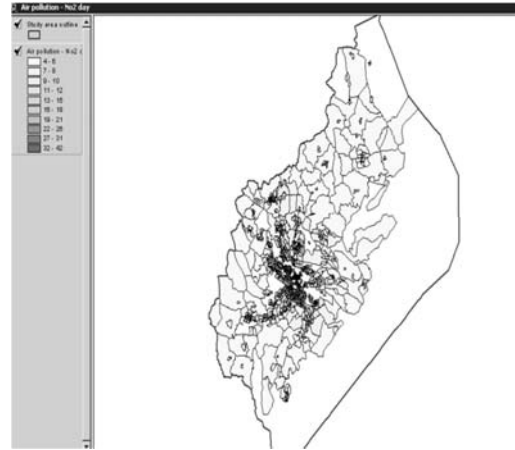 Air pollution - No2 day
Study area outline
Air pollution - No2 d
4 - 6
7 - 8
9 - 10
11 - 12
13 - 15
16 - 18
19 - 21
22 - 26
27 - 31
32 - 42